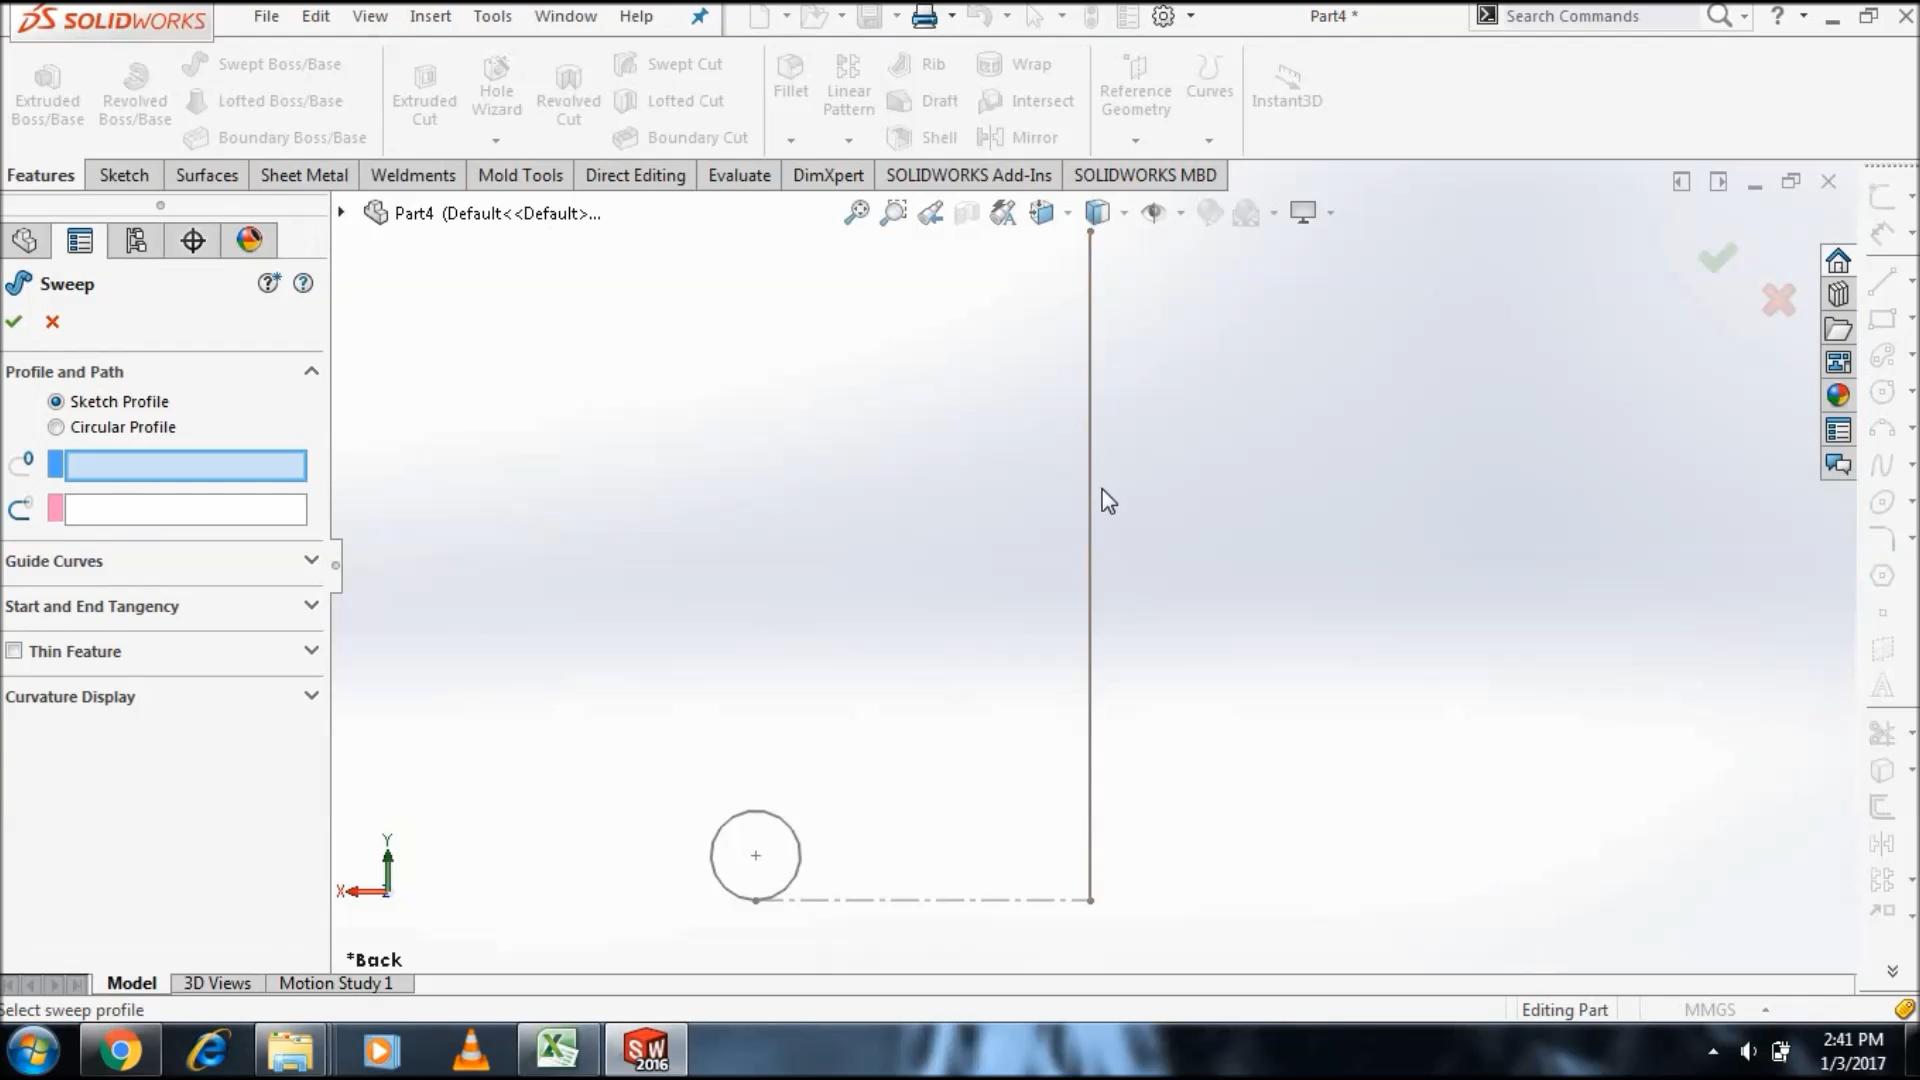 SOLIDWORKS File Edit View Insert Tools Window Help Part4 * Search Commands ?
Extruded Boss/Base
Revolved Boss/Base
Swept Boss/Base
Lofted Boss/Base
Boundary Boss/Base
Extruded Cut
Hole Wizard
Revolved Cut
Swept Cut
Lofted Cut
Boundary Cut
Fillet
Linear Pattern
Rib
Draft
Shell
Wrap
Intersect
Mirror
Reference Geometry
Curves
Instant3D
Features Sketch Surfaces Sheet Metal Weldments Mold Tools Direct Editing Evaluate DimXpert SOLIDWORKS Add-Ins SOLIDWORKS MBD
Part4 (Default<<Default>...
Sweep
Profile and Path
Sketch Profile
Circular Profile
Guide Curves
Start and End Tangency
Thin Feature
Curvature Display
Y
X
Z
*Back
Model 3D Views Motion Study 1
Select sweep profile Editing Part MMGS
SW 2016
2:41 PM
1/3/2017